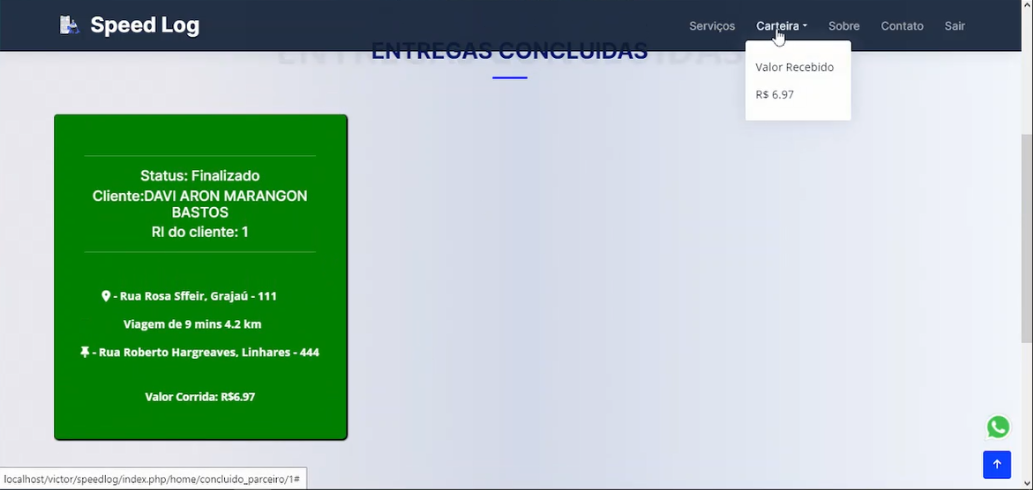 Speed Log
Serviços
Carteira
Sobre
Contato
Sair
Valor Recebido
R$ 6.97
ENTREGAS CONCLUIDAS
Status: Finalizado
Cliente:DAVI ARON MARANGON
BASTOS
RI do cliente: 1
- Rua Rosa Sffeir, Grajaú - 111
Viagem de 9 mins 4.2 km
- Rua Roberto Hargreaves, Linhares - 444
Valor Corrida: R$6.97
localhost/victor/speedlog/index.php/home/concluido_parceiro/1#